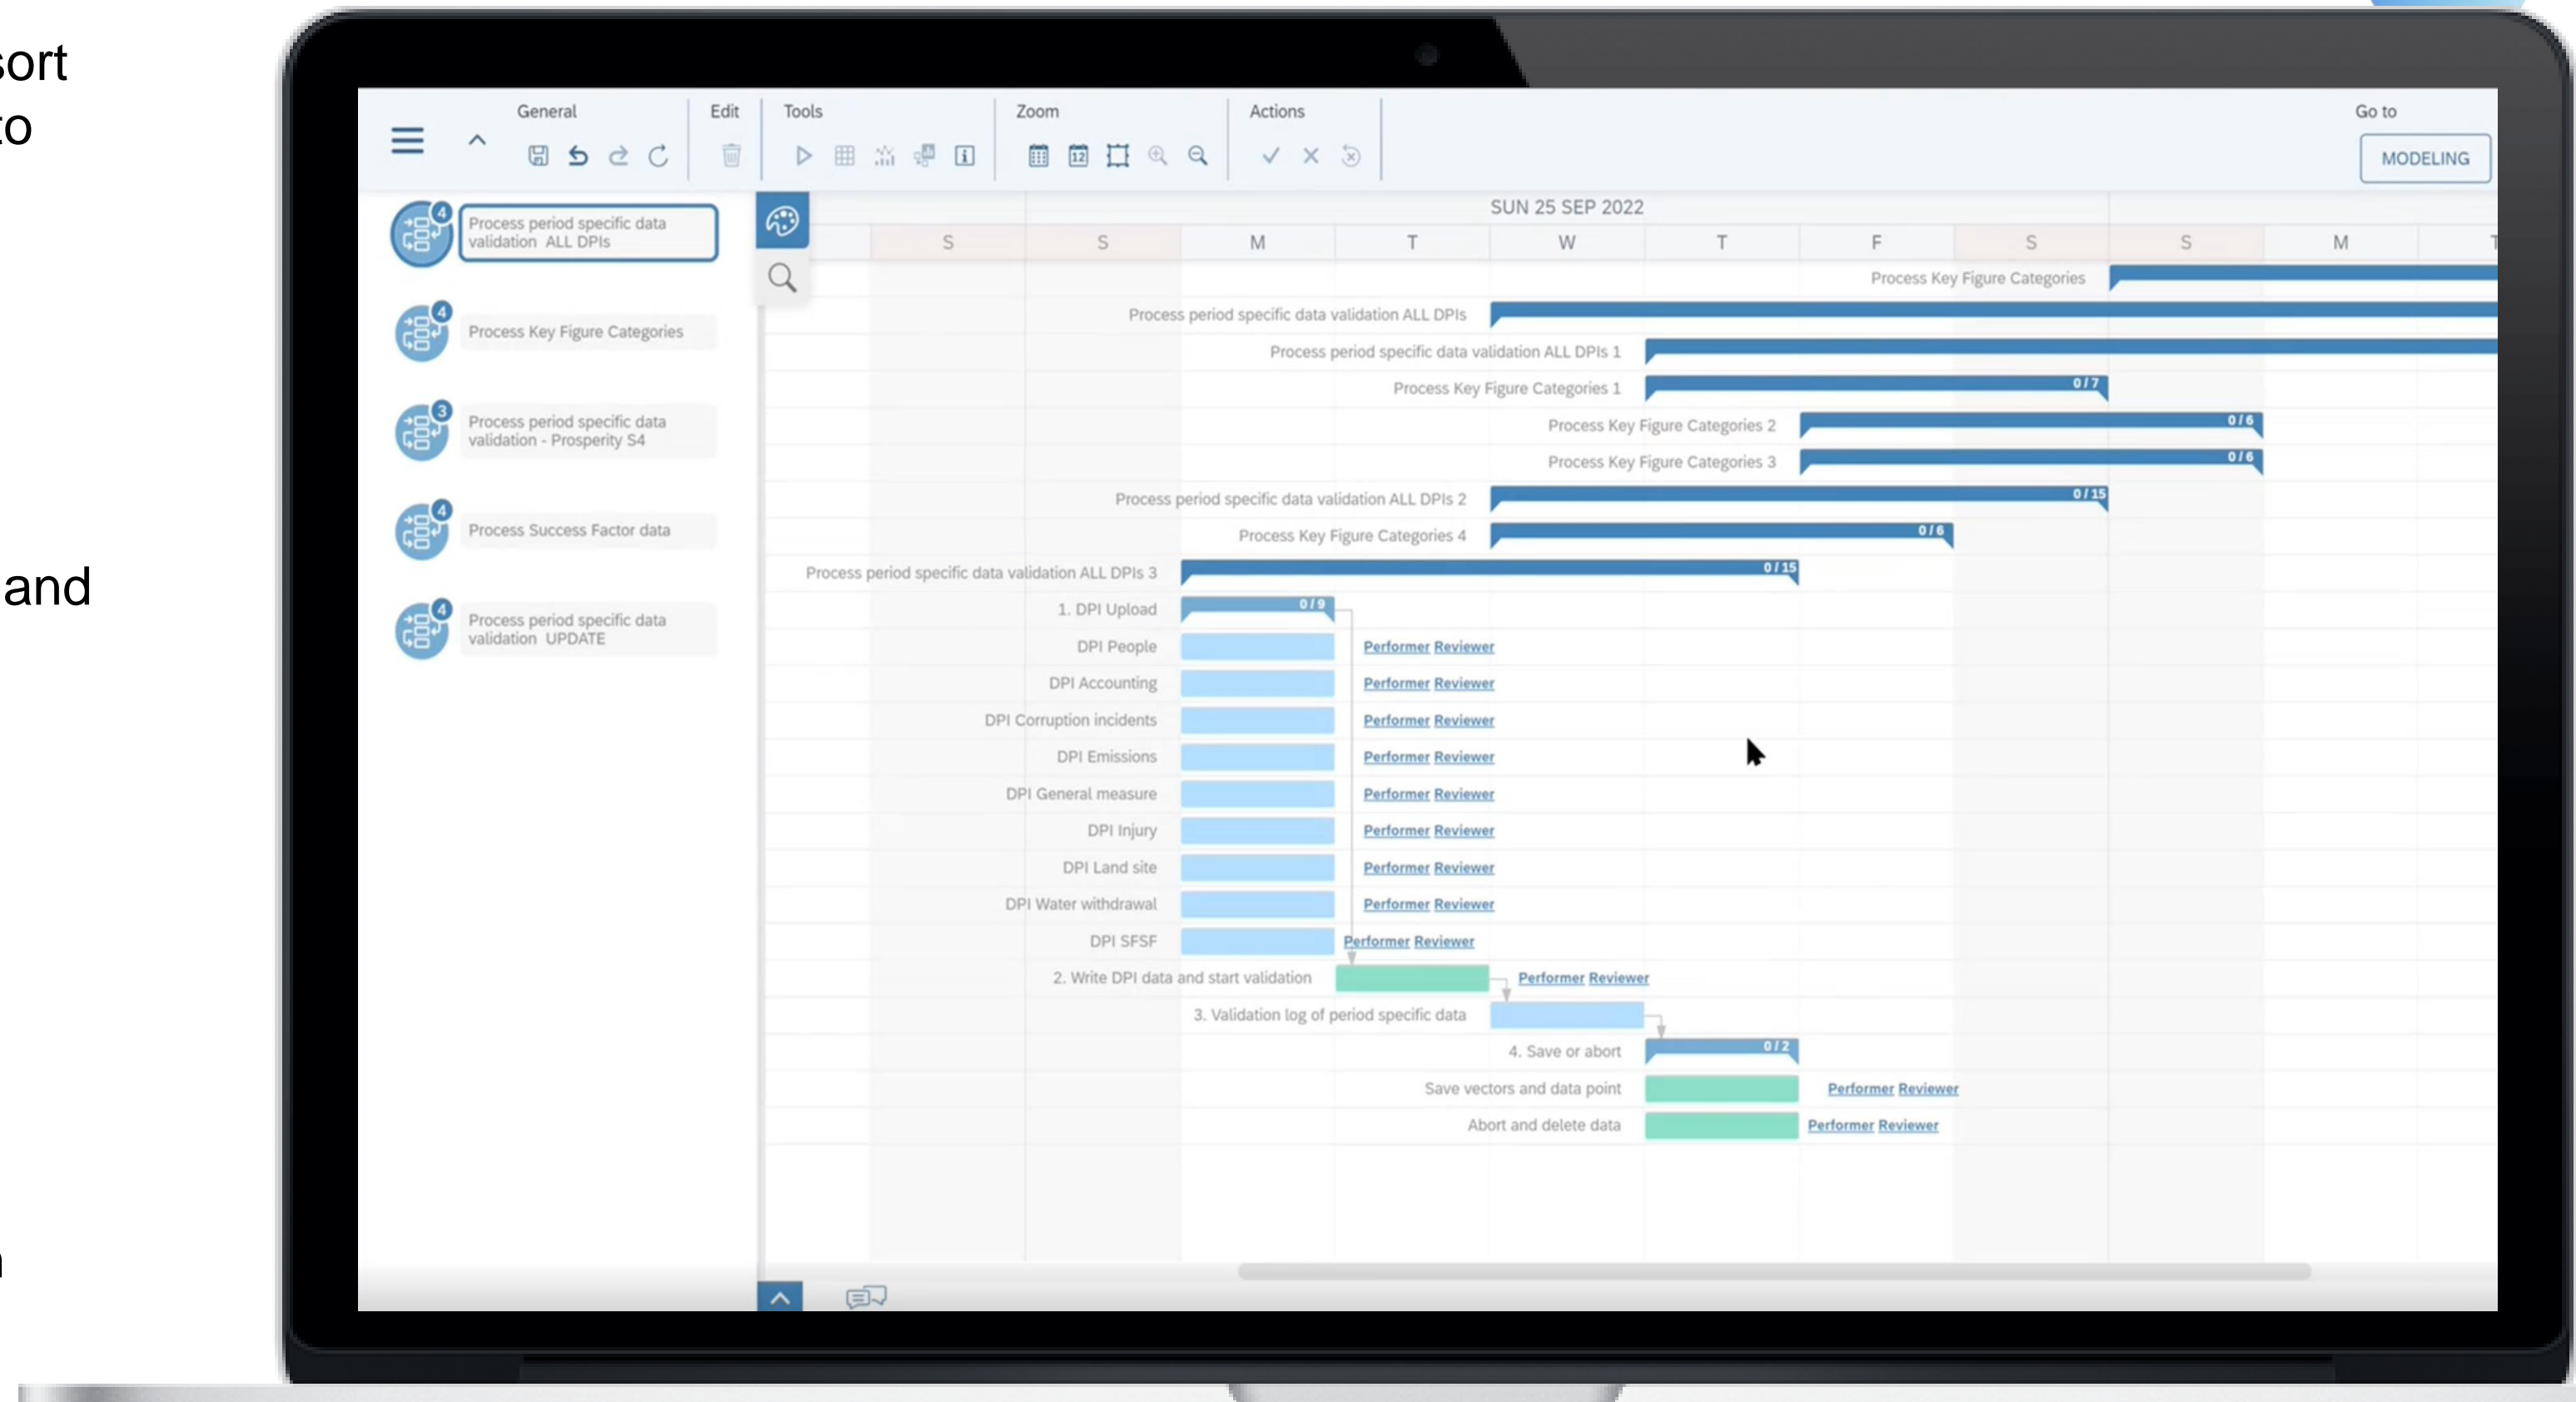 sort
to
and
General
Edit
Tools
Zoom
Actions
Go to
12
MODELING
4
Process period specific data
validation ALL DPIs
4
Process Key Figure Categories
3
Process period specific data
validation - Prosperity S4
4
Process Success Factor data
4
Process period specific data
validation UPDATE
SUN 25 SEP 2022
S S M T W T F S S M T
Process Key Figure Categories
Process period specific data validation ALL DPIs
Process period specific data validation ALL DPIs 1
Process Key Figure Categories 1 0 / 7
Process Key Figure Categories 2 0 / 6
Process Key Figure Categories 3 0 / 6
Process period specific data validation ALL DPIs 2 0 / 15
Process Key Figure Categories 4 0 / 6
Process period specific data validation ALL DPIs 3 0 / 15
1. DPI Upload 0 / 9
DPI People Performer Reviewer
DPI Accounting Performer Reviewer
DPI Corruption incidents Performer Reviewer
DPI Emissions Performer Reviewer
DPI General measure Performer Reviewer
DPI Injury Performer Reviewer
DPI Land site Performer Reviewer
DPI Water withdrawal Performer Reviewer
DPI SFSF Performer Reviewer
2. Write DPI data and start validation Performer Reviewer
3. Validation log of period specific data
4. Save or abort 0 / 2
Save vectors and data point Performer Reviewer
Abort and delete data Performer Reviewer